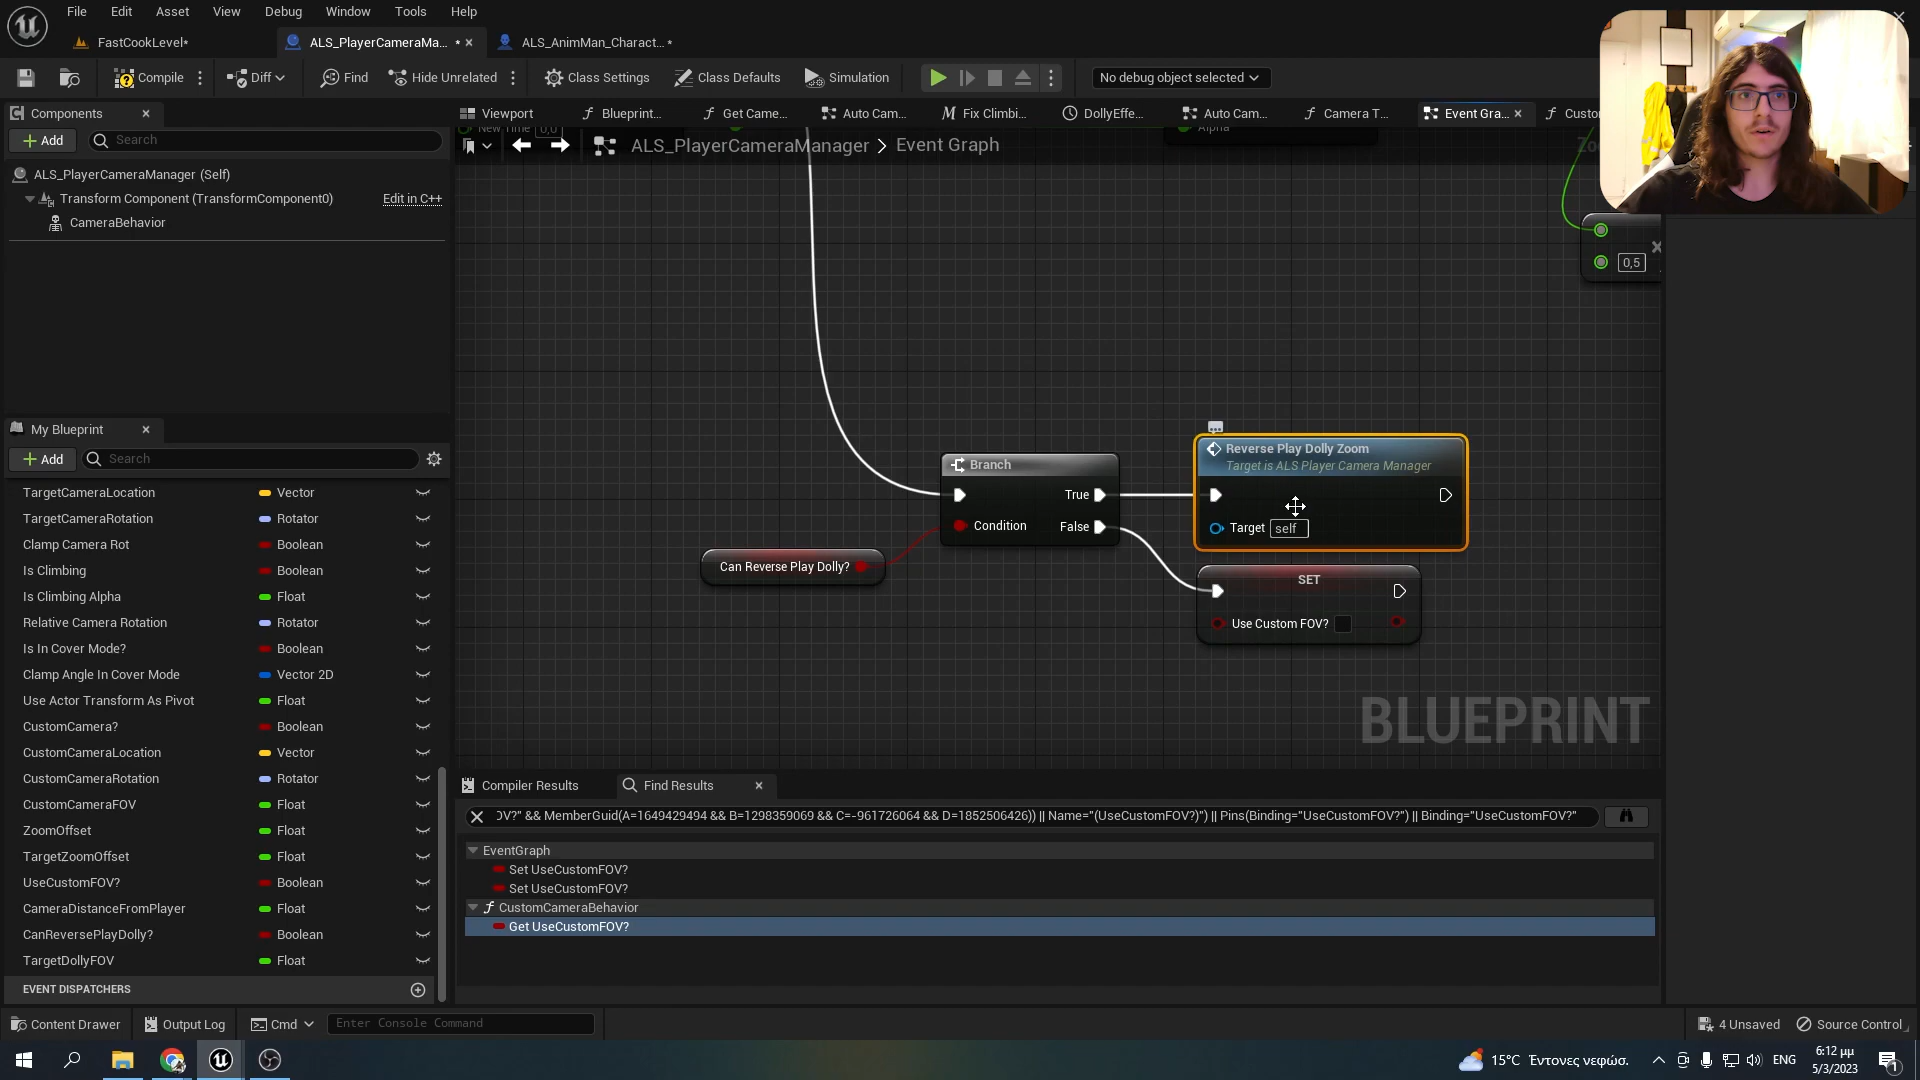 File Edit Asset View Debug Window Tools Help
FastCookLevel* ALS_PlayerCameraMa... * ALS_AnimMan_Charact... *
Compile Diff Find Hide Unrelated Class Settings Class Defaults Simulation No debug object selected
Components Viewport Blueprint... Get Came... Auto Cam... Fix Climbi... DollyEffe... Auto Cam... Camera T... Event Gra... Custo
Add Search
New Time 0,0 Alpha
ALS_PlayerCameraManager > Event Graph
ALS_PlayerCameraManager (Self)
Transform Component (TransformComponent0) Edit in C++
CameraBehavior
0,5
My Blueprint
Add Search
TargetCameraLocation Vector
TargetCameraRotation Rotator
Clamp Camera Rot Boolean
Is Climbing Boolean
Is Climbing Alpha Float
Relative Camera Rotation Rotator
Is In Cover Mode? Boolean
Clamp Angle In Cover Mode Vector 2D
Use Actor Transform As Pivot Float
CustomCamera? Boolean
CustomCameraLocation Vector
CustomCameraRotation Rotator
CustomCameraFOV Float
ZoomOffset Float
TargetZoomOffset Float
UseCustomFOV? Boolean
CameraDistanceFromPlayer Float
CanReversePlayDolly? Boolean
TargetDollyFOV Float
EVENT DISPATCHERS
Branch
True
Condition False
Can Reverse Play Dolly?
Reverse Play Dolly Zoom
Target is ALS Player Camera Manager
Target self
SET
Use Custom FOV?
BLUEPRINT
Compiler Results Find Results
OV?" && MemberGuid(A=1649429494 && B=1298359069 && C=-961726064 && D=1852506426)) || Name="(UseCustomFOV?)") || Pins(Binding="UseCustomFOV?") || Binding="UseCustomFOV?"
EventGraph
Set UseCustomFOV?
Set UseCustomFOV?
CustomCameraBehavior
Get UseCustomFOV?
Content Drawer Output Log Cmd Enter Console Command 4 Unsaved Source Control
15°C Έντονες νεφώσ. ENG 6:12 μμ
5/3/2023
1